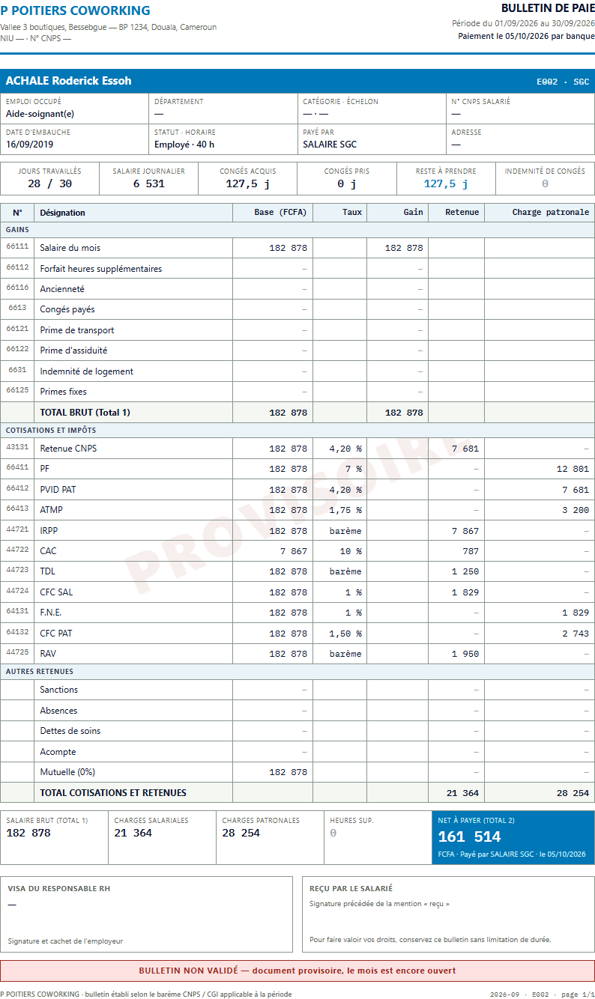 P POITIERS COWORKING
Vallee 3 boutiques, Bessebgue — BP 1234, Douala, Cameroun
NIU — · N° CNPS —
BULLETIN DE PAIE
Période du 01/09/2026 au 30/09/2026
Paiement le 05/10/2026 par banque
ACHALE Roderick Essoh E002 · SGC
EMPLOI OCCUPÉ DÉPARTEMENT CATÉGORIE · ÉCHELON N° CNPS SALARIÉ
Aide-soignant(e) — — · — —
DATE D'EMBAUCHE STATUT · HORAIRE PAYÉ PAR ADRESSE
16/09/2019 Employé · 40 h SALAIRE SGC —
JOURS TRAVAILLÉS SALAIRE JOURNALIER CONGÉS ACQUIS CONGÉS PRIS RESTE À PRENDRE INDEMNITÉ DE CONGÉS
28 / 30 6 531 127,5 j 0 j 127,5 j 0
N° Désignation Base (FCFA) Taux Gain Retenue Charge patronale
GAINS
66111 Salaire du mois 182 878 182 878
66112 Forfait heures supplémentaires — —
66116 Ancienneté — —
6613 Congés payés — —
66121 Prime de transport — —
66122 Prime d'assiduité — —
6631 Indemnité de logement — —
66125 Primes fixes — —
TOTAL BRUT (Total 1) 182 878 182 878
COTISATIONS ET IMPÔTS
43131 Retenue CNPS 182 878 4,20 % 7 681 —
66411 PF 182 878 7 % — 12 801
66412 PVID PAT 182 878 4,20 % — 7 681
66413 ATMP 182 878 1,75 % — 3 200
44721 IRPP 182 878 barème 7 867 —
44722 CAC 7 867 10 % 787 —
44723 TDL 182 878 barème 1 250 —
44724 CFC SAL 182 878 1 % 1 829 —
64131 F.N.E. 182 878 1 % — 1 829
64132 CFC PAT 182 878 1,50 % — 2 743
44725 RAV 182 878 barème 1 950 —
PROVISOIRE
AUTRES RETENUES
Sanctions — — —
Absences — — —
Dettes de soins — — —
Acompte — — —
Mutuelle (0%) 182 878 — —
TOTAL COTISATIONS ET RETENUES 21 364 28 254
SALAIRE BRUT (TOTAL 1) CHARGES SALARIALES CHARGES PATRONALES HEURES SUP. NET À PAYER (TOTAL 2)
182 878 21 364 28 254 0 161 514
FCFA · Payé par SALAIRE SGC · le 05/10/2026
VISA DU RESPONSABLE RH
—
Signature et cachet de l'employeur
REÇU PAR LE SALARIÉ
Signature précédée de la mention « reçu »
Pour faire valoir vos droits, conservez ce bulletin sans limitation de durée.
BULLETIN NON VALIDÉ — document provisoire, le mois est encore ouvert
P POITIERS COWORKING · bulletin établi selon le barème CNPS / CGI applicable à la période 2026-09 · E002 · page 1/1